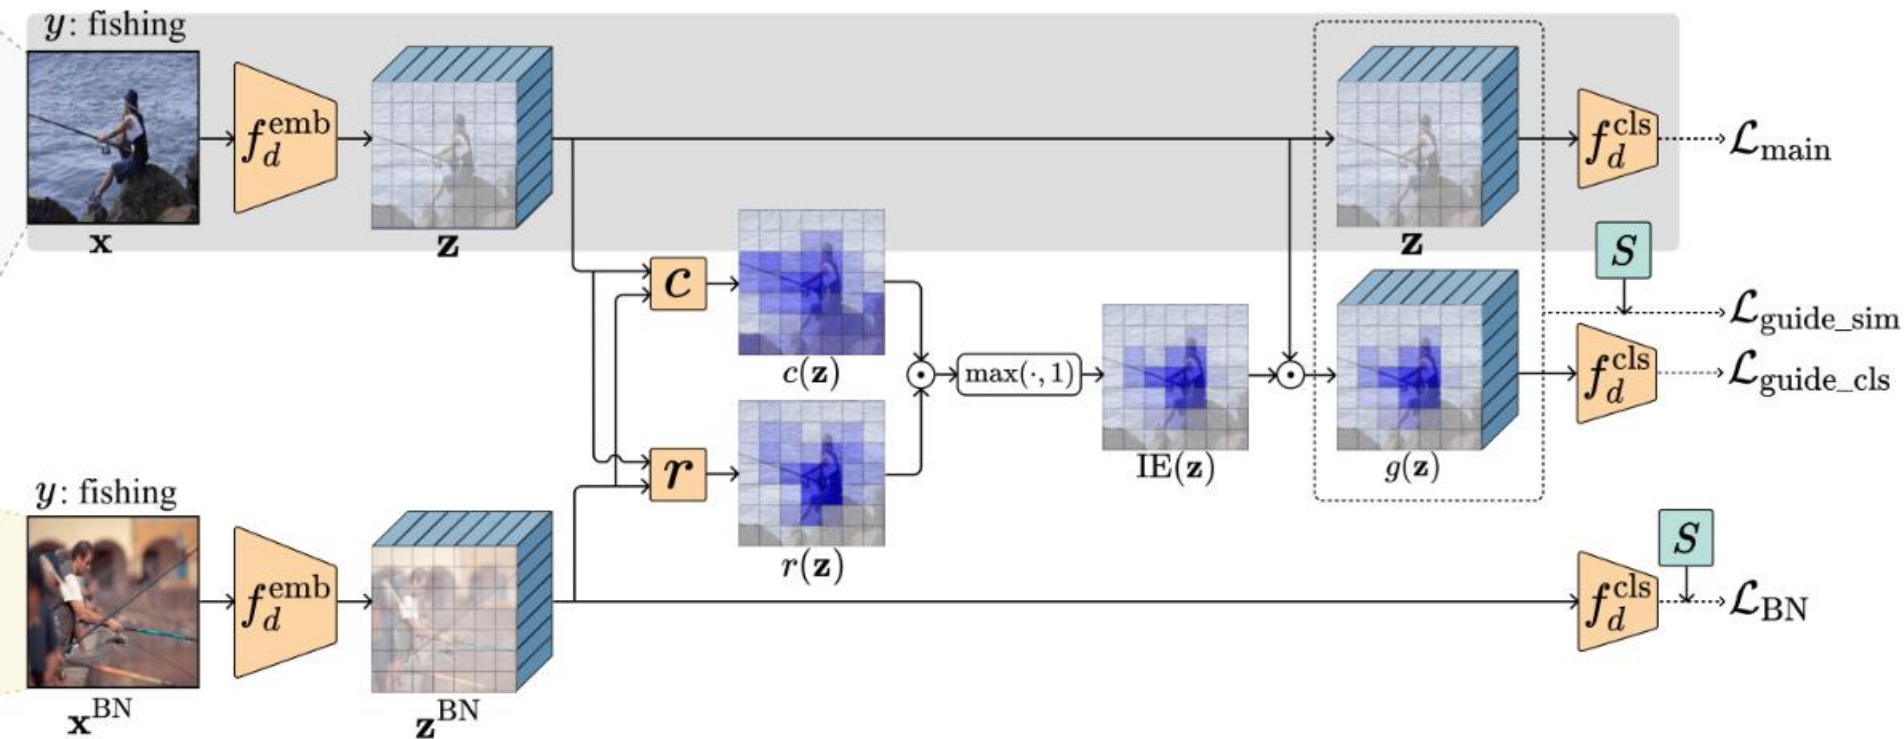 y: fishing
f_d^emb
f_d^cls
ℒ_main
x
z
z
S
c
c(z)
ℒ_guide_sim
⊙
max(·, 1)
⊙
f_d^cls
ℒ_guide_cls
IE(z)
g(z)
r
r(z)
y: fishing
S
f_d^emb
f_d^cls
ℒ_BN
x^BN
z^BN